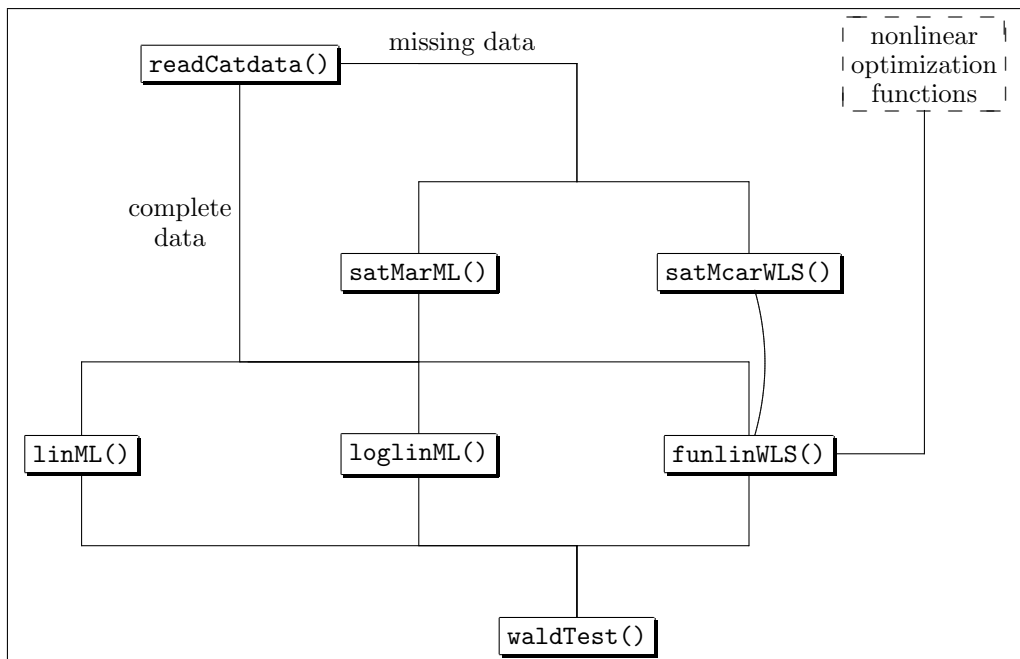 missing data
readCatdata()
nonlinear
optimization
functions
complete
data
satMarML()
satMcarWLS()
linML()
loglinML()
funlinWLS()
waldTest()